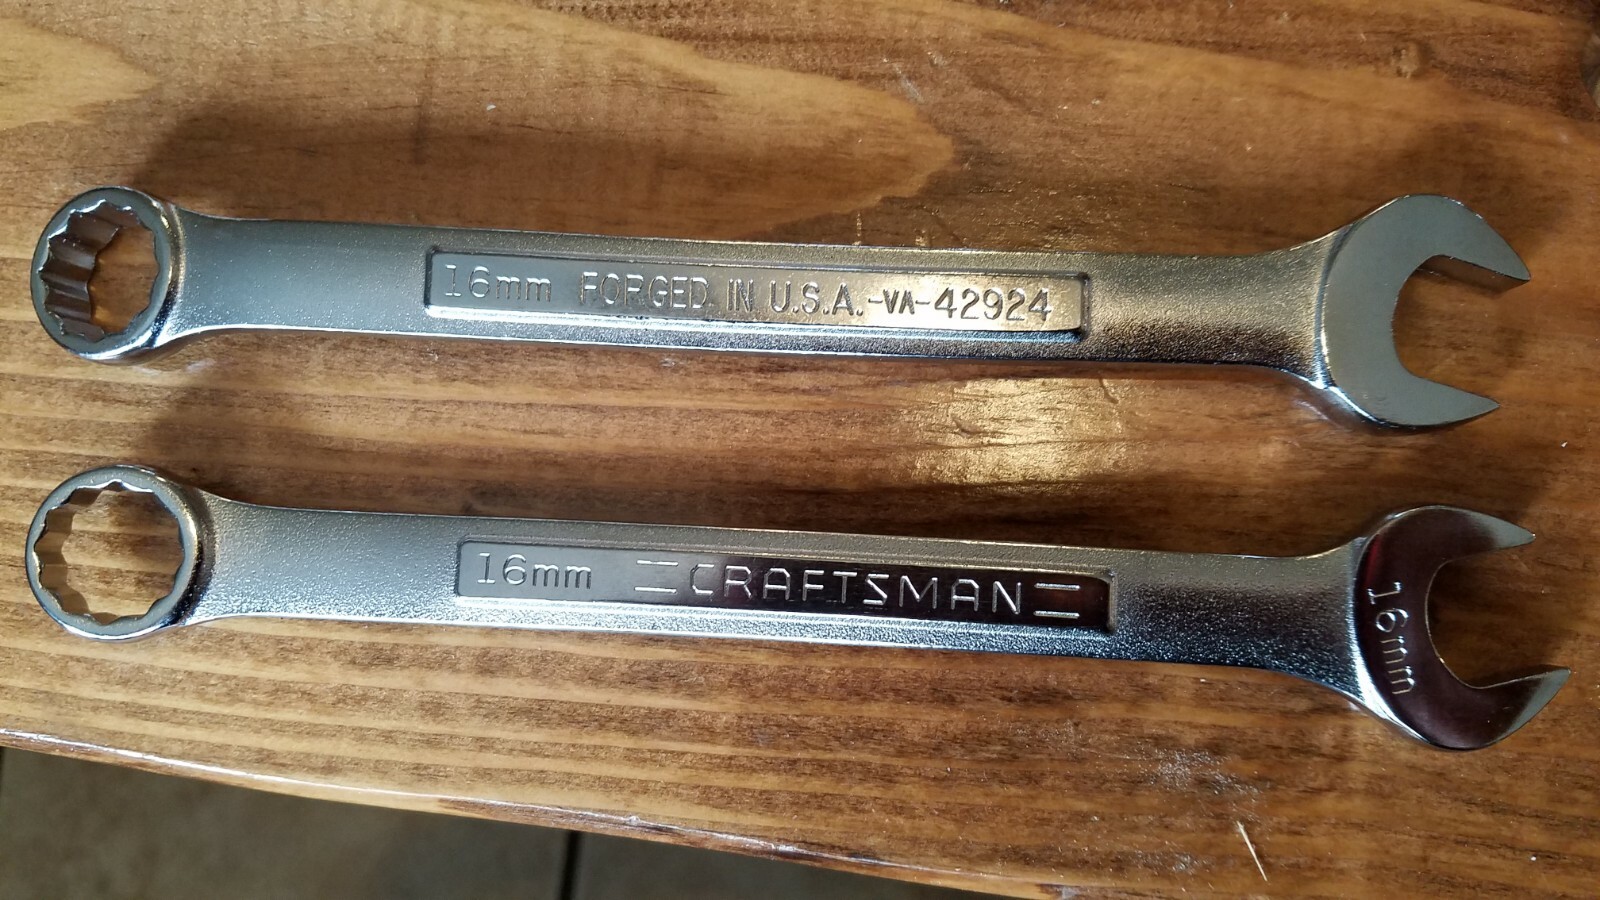 16mm FORGED IN U.S.A.-VA-42924
16mm CRAFTSMAN
16mm